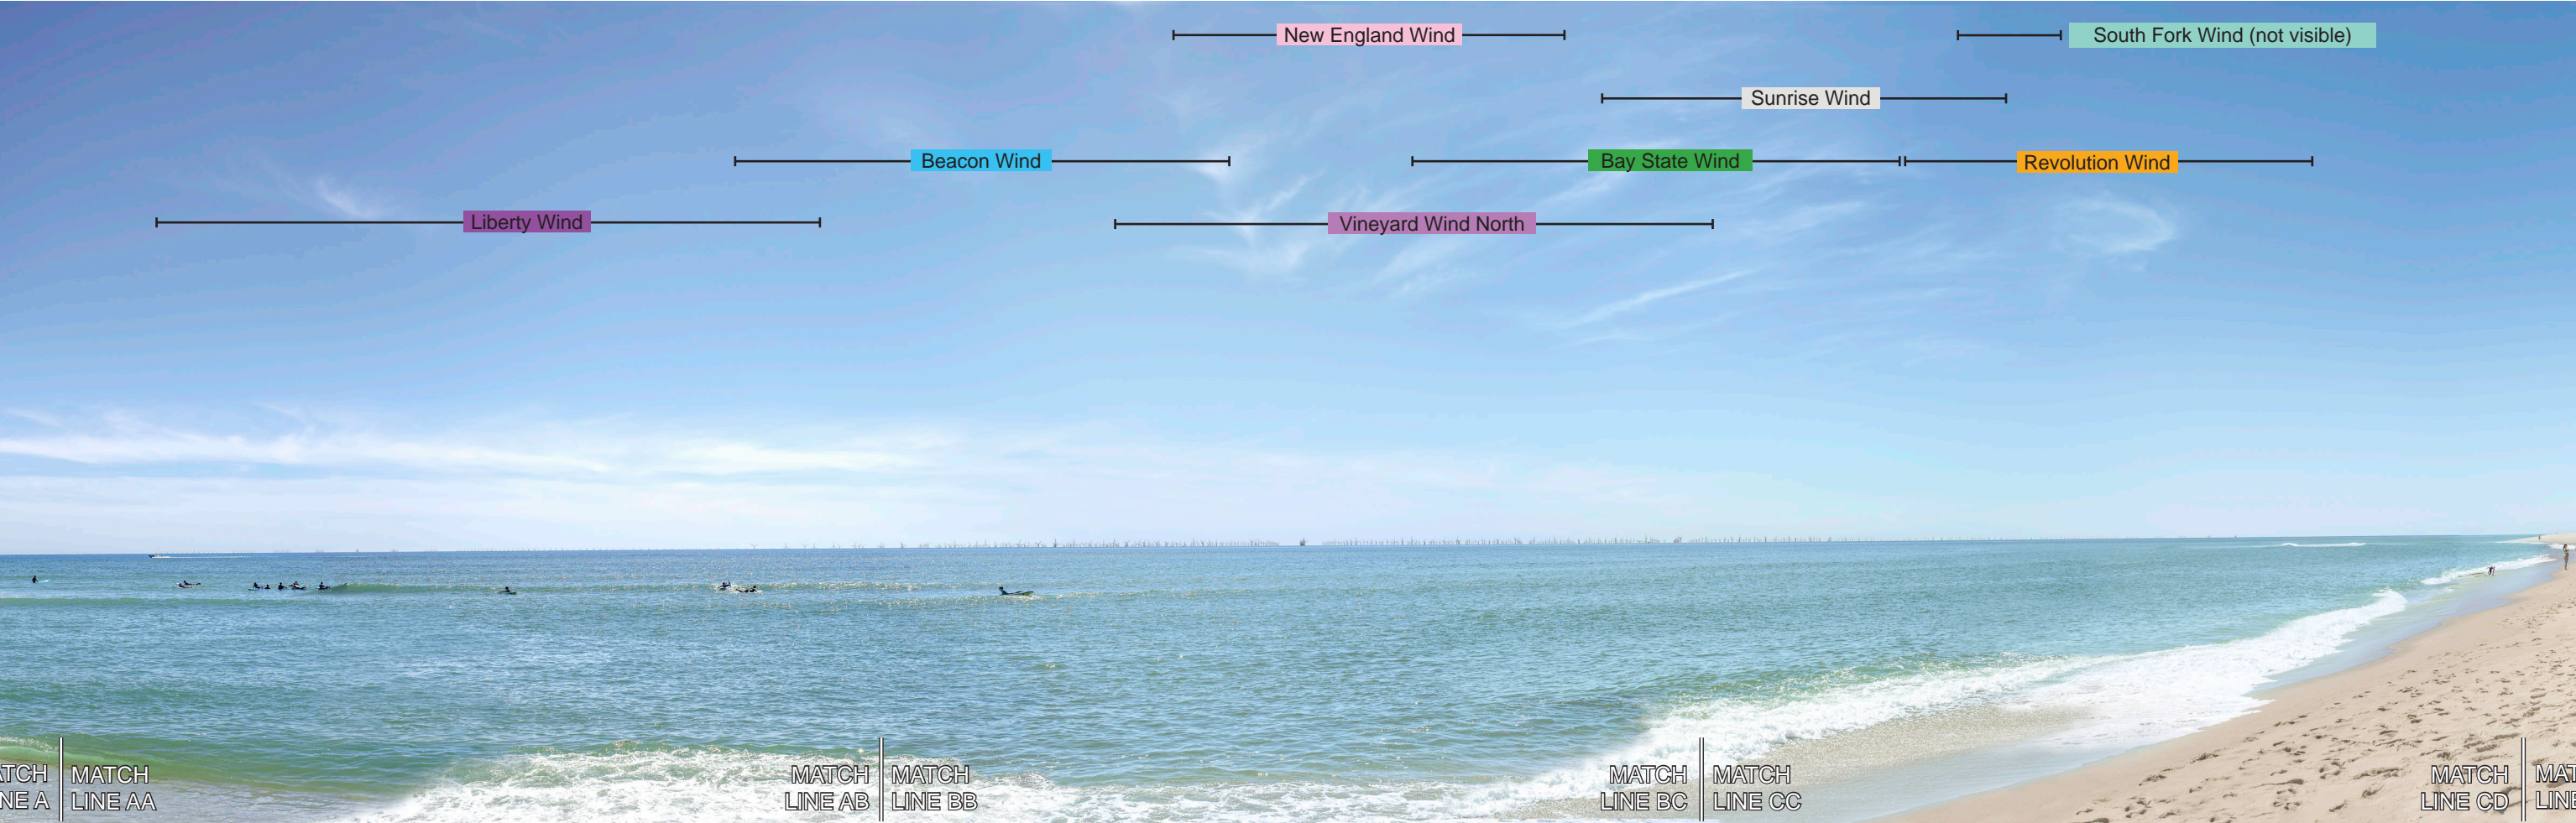 New England Wind
South Fork Wind (not visible)
Sunrise Wind
Beacon Wind
Bay State Wind
Revolution Wind
Liberty Wind
Vineyard Wind North
MATCH
LINE AA
MATCH
LINE AB
MATCH
LINE BB
MATCH
LINE BC
MATCH
LINE CC
MATCH
LINE CD